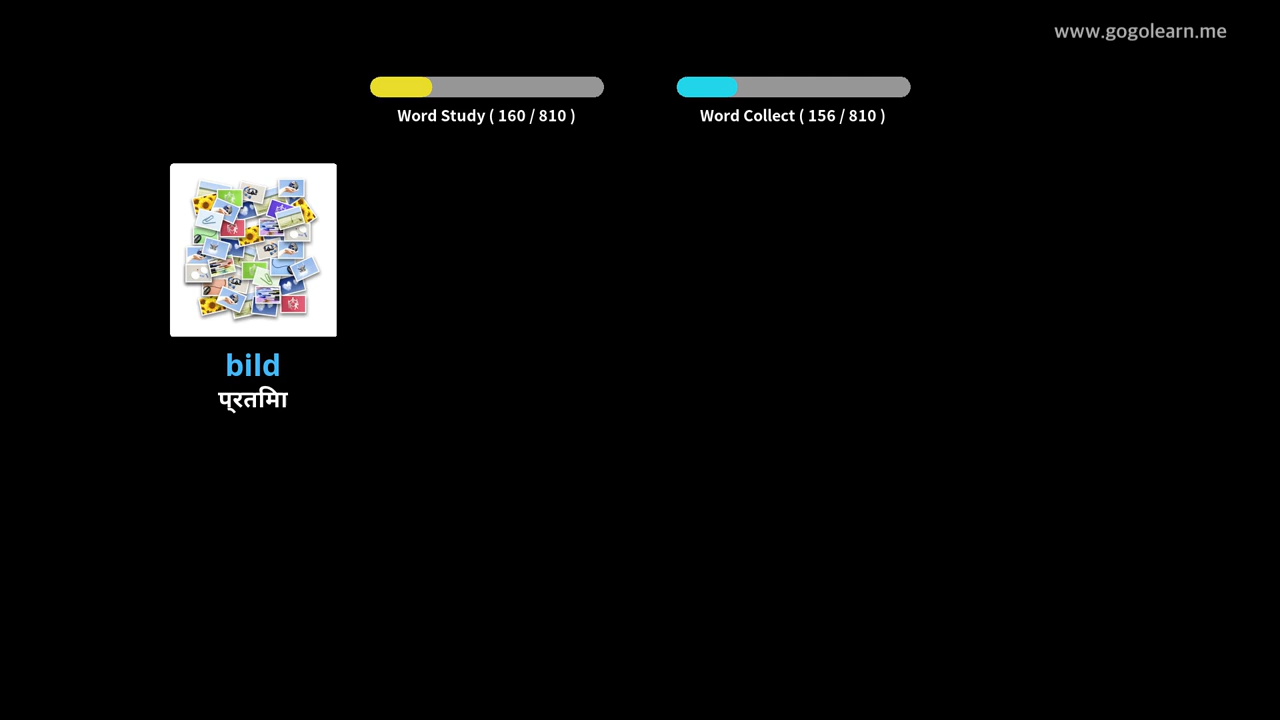 www.gogolearn.me
Word Study ( 160 / 810 )
Word Collect ( 156 / 810 )
bild
प्रतिमा